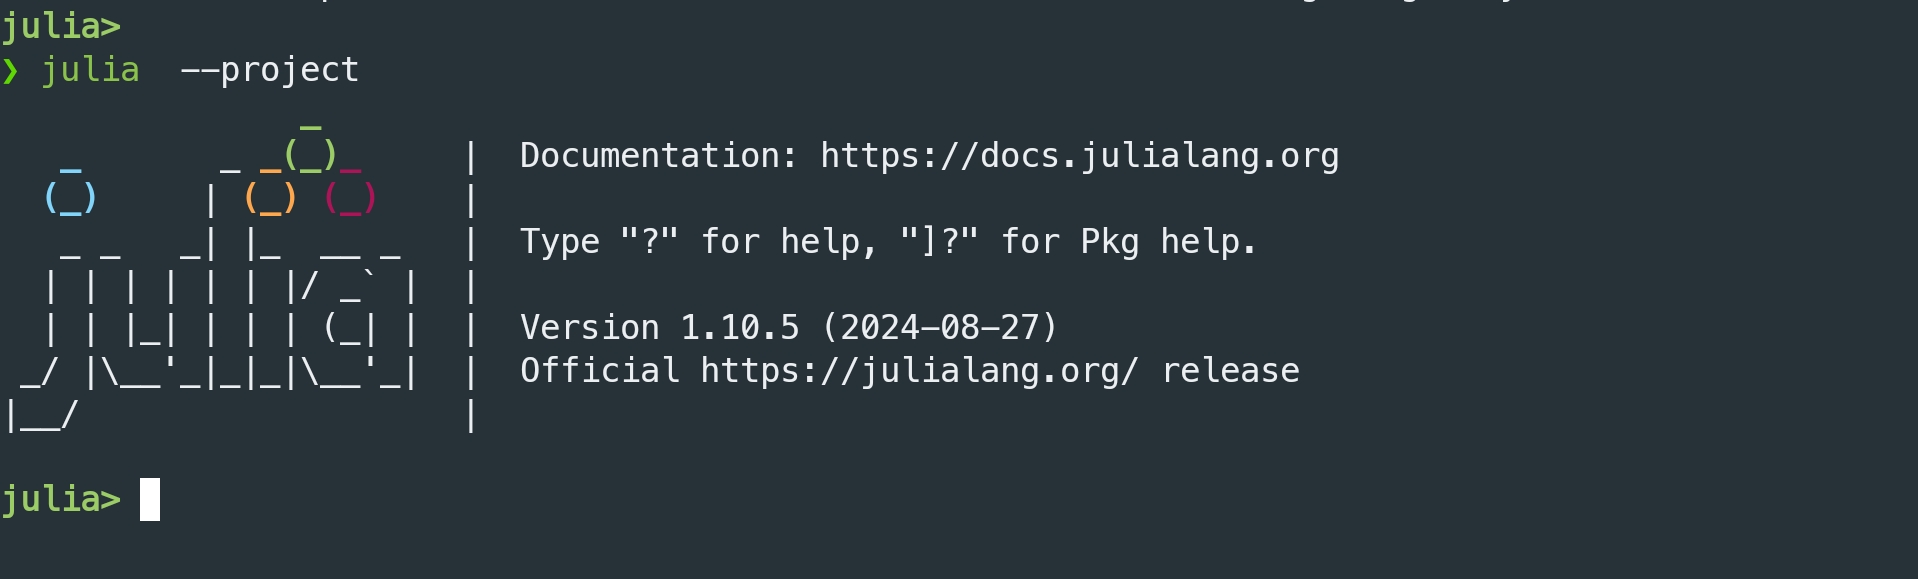 julia>
❯ julia  --project
               _
   _       _ _(_)_     |  Documentation: https://docs.julialang.org
  (_)     | (_) (_)    |
   _ _   _| |_  __ _   |  Type "?" for help, "]?" for Pkg help.
  | | | | | | |/ _` |  |
  | | |_| | | | (_| |  |  Version 1.10.5 (2024-08-27)
 _/ |\__'_|_|_|\__'_|  |  Official https://julialang.org/ release
|__/                   |
julia>